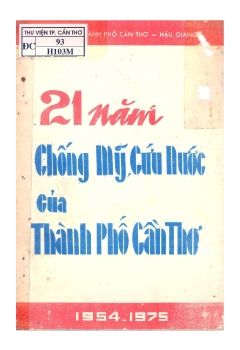 THƯ VIỆN TP. CẦN THƠ
ĐC
93
H103M
THÀNH PHỐ CẦN THƠ - HẬU GIANG
21 năm
Chống Mỹ, Cứu Nước
của
Thành Phố Cần Thơ
1954-1975